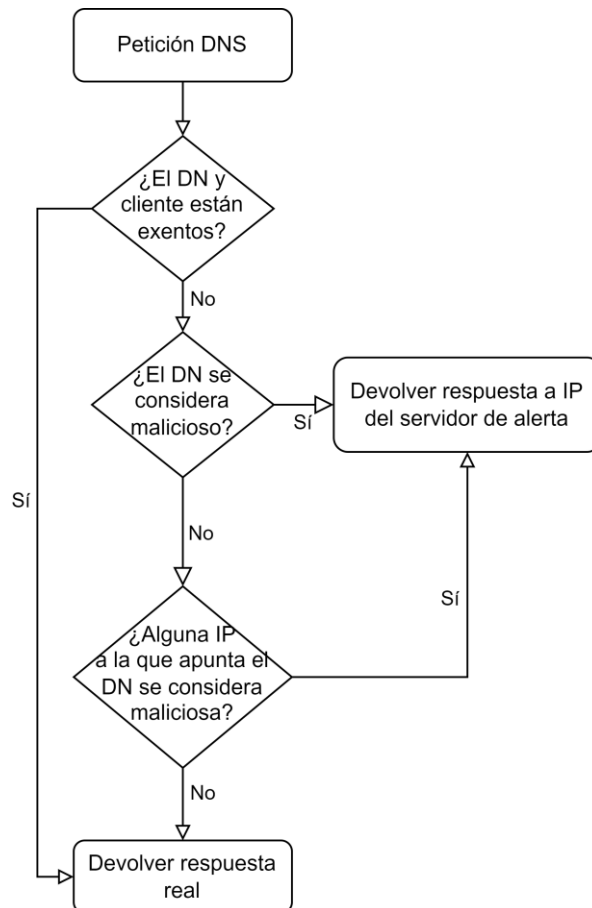 Petición DNS
¿El DN y
cliente están
exentos?
No
¿El DN se
considera
malicioso?
Sí
Devolver respuesta a IP
del servidor de alerta
Sí
No
Sí
¿Alguna IP
a la que apunta el
DN se considera
maliciosa?
No
Devolver respuesta
real